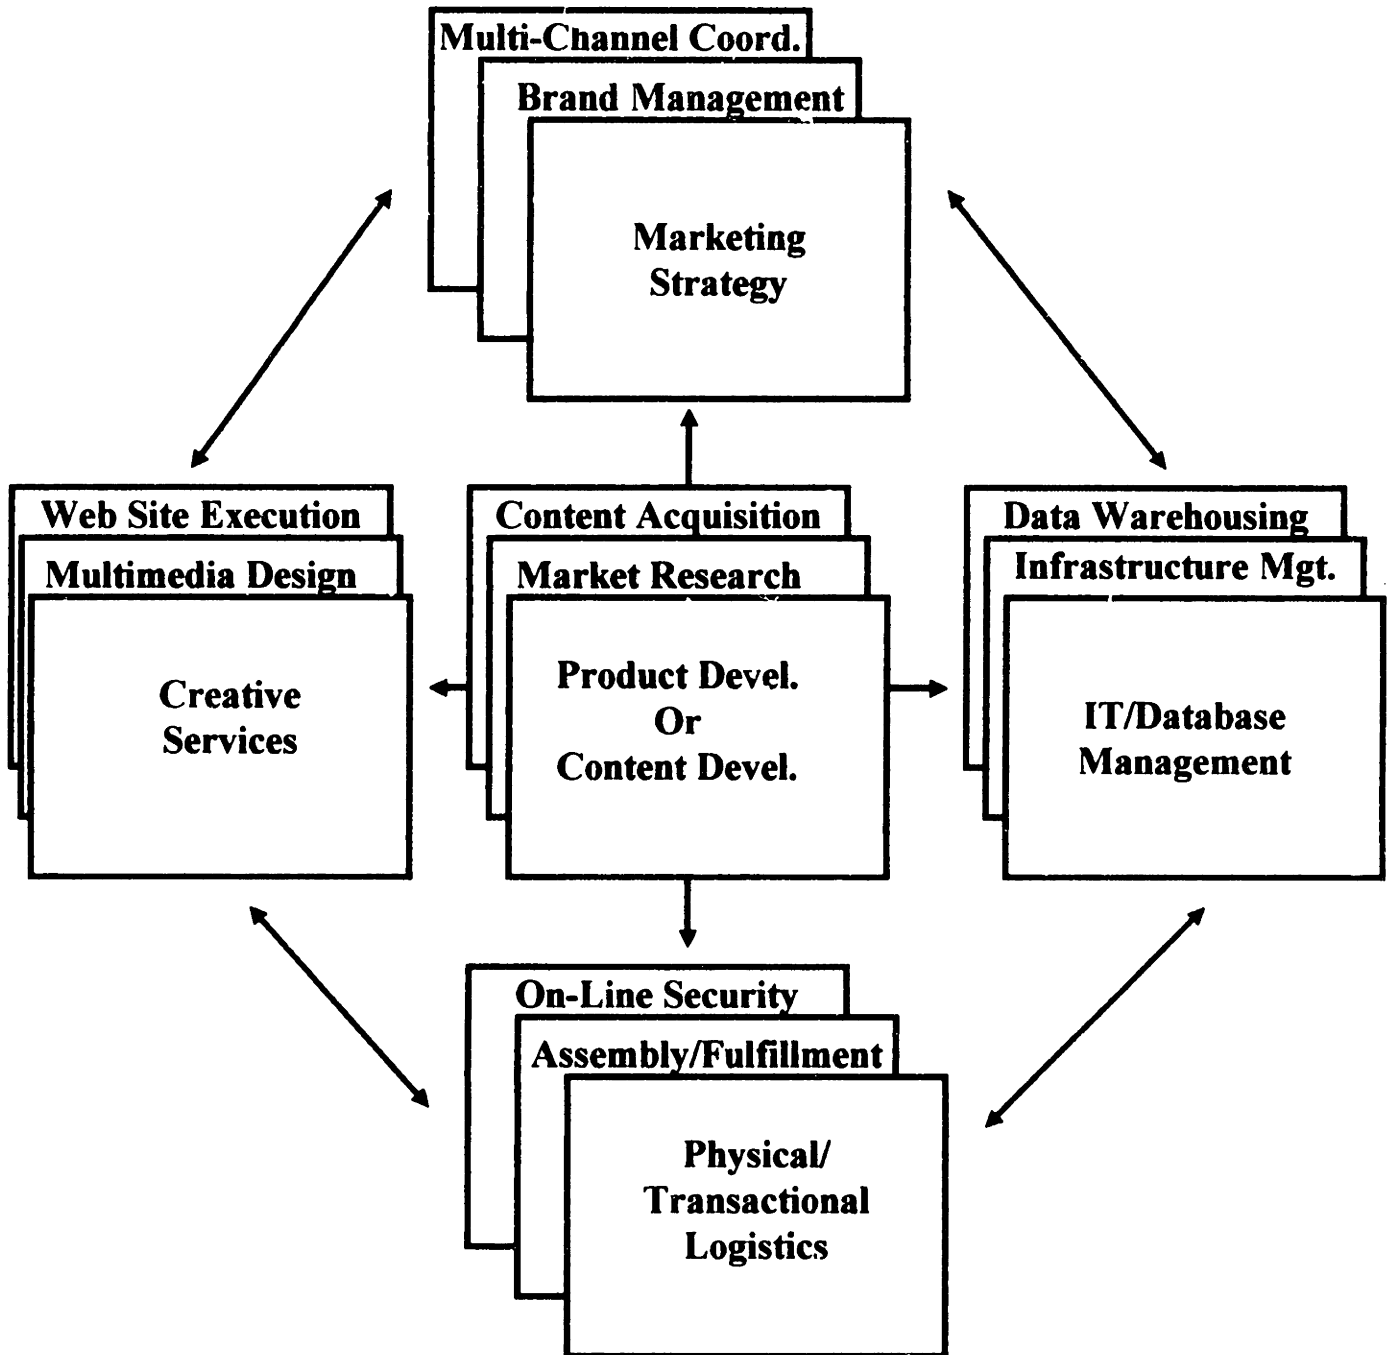 Multi-Channel Coord.
Brand Management
Marketing
Strategy
Web Site Execution
Multimedia Design
Creative
Services
Content Acquisition
Market Research
Product Devel.
Or
Content Devel.
Data Warehousing
Infrastructure Mgt.
IT/Database
Management
On-Line Security
Assembly/Fulfillment
Physical/
Transactional
Logistics